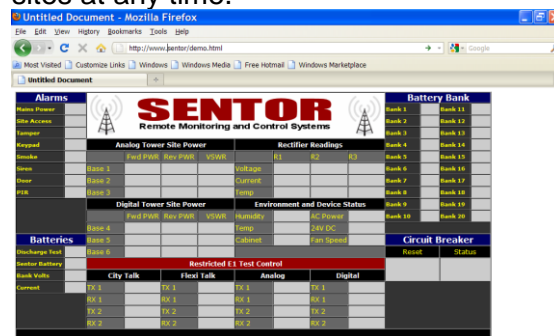 sites at any time.
Untitled Document - Mozilla Firefox
File Edit View History Bookmarks Tools Help
http://www.sentor/demo.html
Google
Most Visited Customize Links Windows Windows Media Free Hotmail Windows Marketplace
Untitled Document
Alarms
Mains Power
Site Access
Tamper
Keypad
Smoke
Siren
Door
PIR
Batteries
Discharge Test
Sentor Battery
Bank Volts
Current
SENTOR
Remote Monitoring and Control Systems
Analog Tower Site Power
Fwd PWR Rev PWR VSWR
Base 1
Base 2
Base 3
Rectifier Readings
R1 R2 R3
Voltage
Current
Temp
Digital Tower Site Power
Fwd PWR Rev PWR VSWR
Base 4
Base 5
Base 6
Environment and Device Status
Humidity AC Power
Temp 24V DC
Cabinet Fan Speed
Restricted E1 Test Control
City Talk Flexi Talk Analog Digital
TX 1 TX 1 TX 1 TX 1
RX 1 RX 1 RX 1 RX 1
TX 2 TX 2 TX 2 TX 2
RX 2 RX 2 RX 2 RX 2
Battery Bank
Bank 1 Bank 11
Bank 2 Bank 12
Bank 3 Bank 13
Bank 4 Bank 14
Bank 5 Bank 15
Bank 6 Bank 16
Bank 7 Bank 17
Bank 8 Bank 18
Bank 9 Bank 19
Bank 10 Bank 20
Circuit Breaker
Reset Status